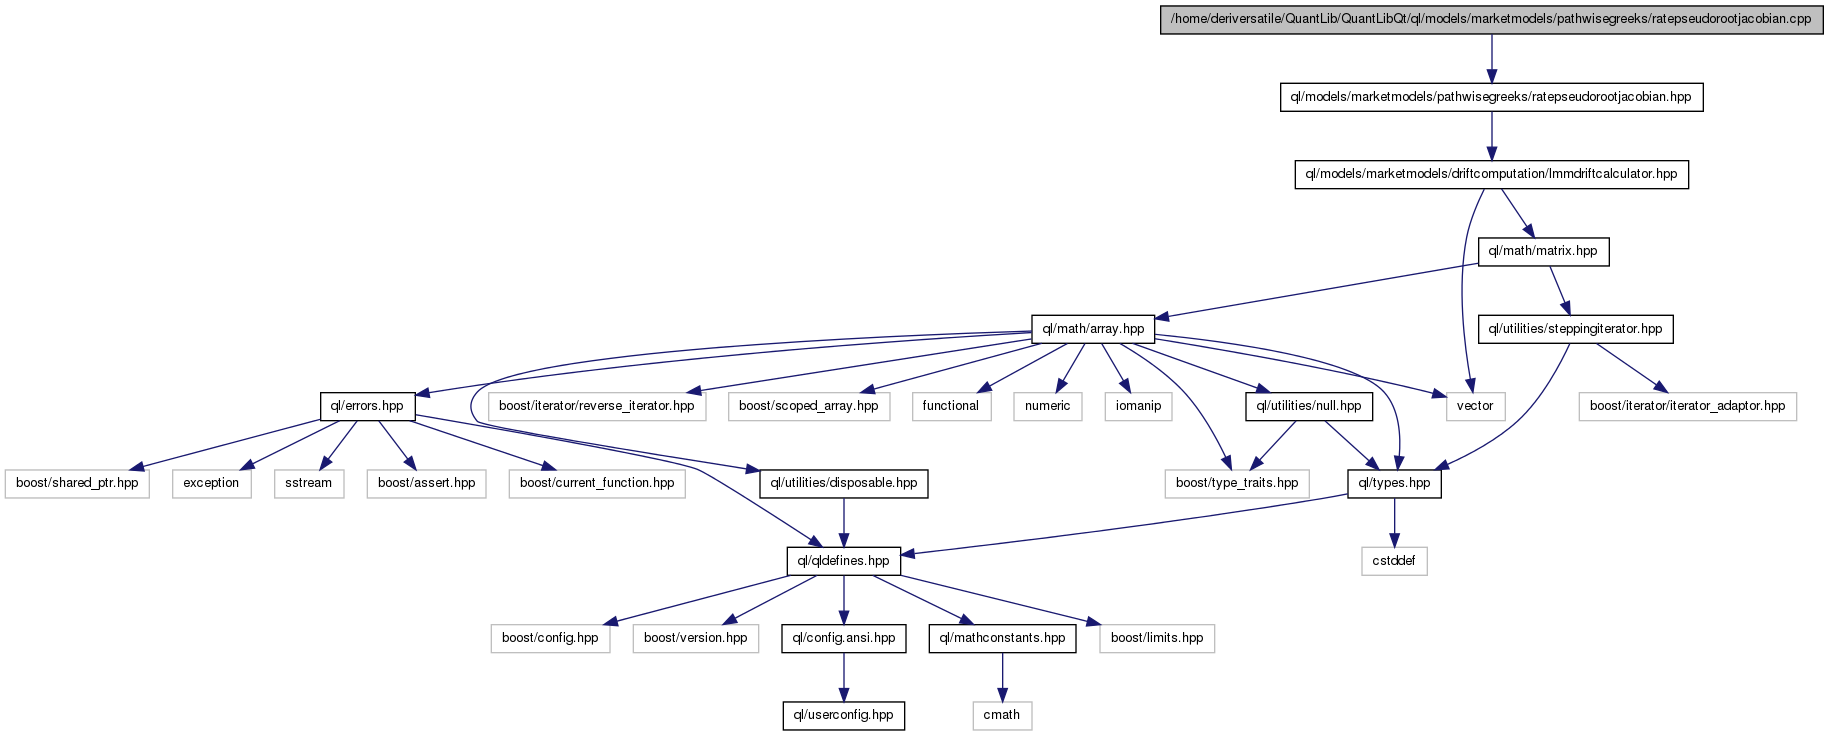 /home/deriversatile/QuantLib/QuantLibQt/ql/models/marketmodels/pathwisegreeks/ratepseudorootjacobian.cpp
ql/models/marketmodels/pathwisegreeks/ratepseudorootjacobian.hpp
ql/models/marketmodels/driftcomputation/lmmdriftcalculator.hpp
ql/math/matrix.hpp
ql/math/array.hpp
ql/utilities/steppingiterator.hpp
ql/errors.hpp
boost/iterator/reverse_iterator.hpp
boost/scoped_array.hpp
functional
numeric
iomanip
ql/utilities/null.hpp
vector
boost/iterator/iterator_adaptor.hpp
boost/shared_ptr.hpp
exception
sstream
boost/assert.hpp
boost/current_function.hpp
ql/utilities/disposable.hpp
boost/type_traits.hpp
ql/types.hpp
ql/qldefines.hpp
cstddef
boost/config.hpp
boost/version.hpp
ql/config.ansi.hpp
ql/mathconstants.hpp
boost/limits.hpp
ql/userconfig.hpp
cmath